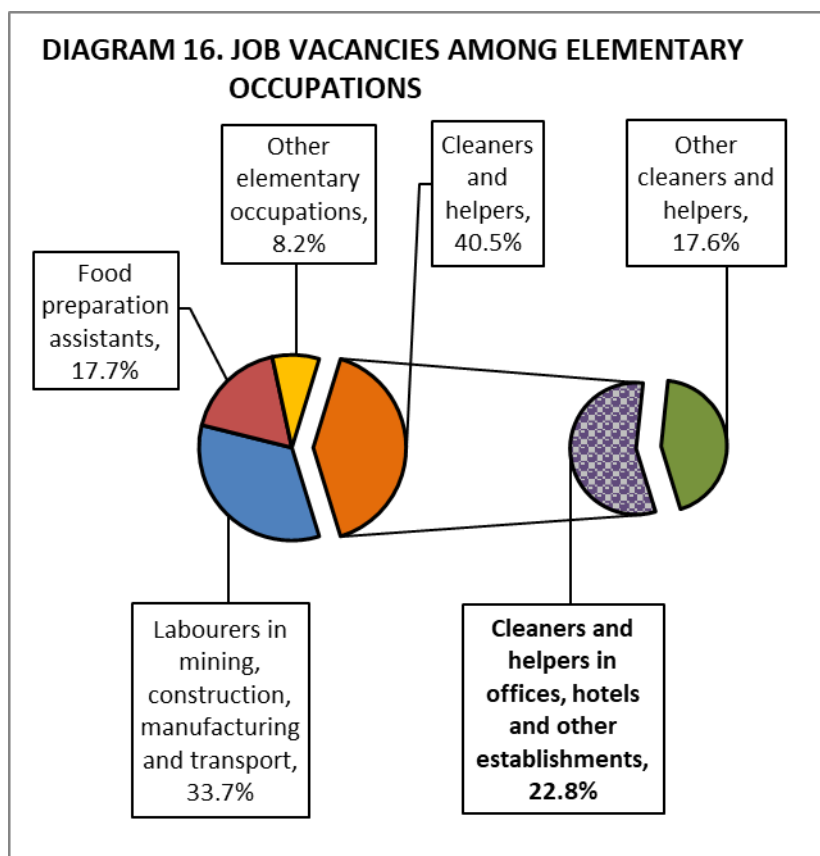 DIAGRAM 16. JOB VACANCIES AMONG ELEMENTARY
OCCUPATIONS
Other
elementary
occupations,
8.2%
Cleaners
and
helpers,
40.5%
Other
cleaners and
helpers,
17.6%
Food
preparation
assistants,
17.7%
Labourers in
mining,
construction,
manufacturing
and transport,
33.7%
Cleaners and
helpers in
offices, hotels
and other
establishments,
22.8%